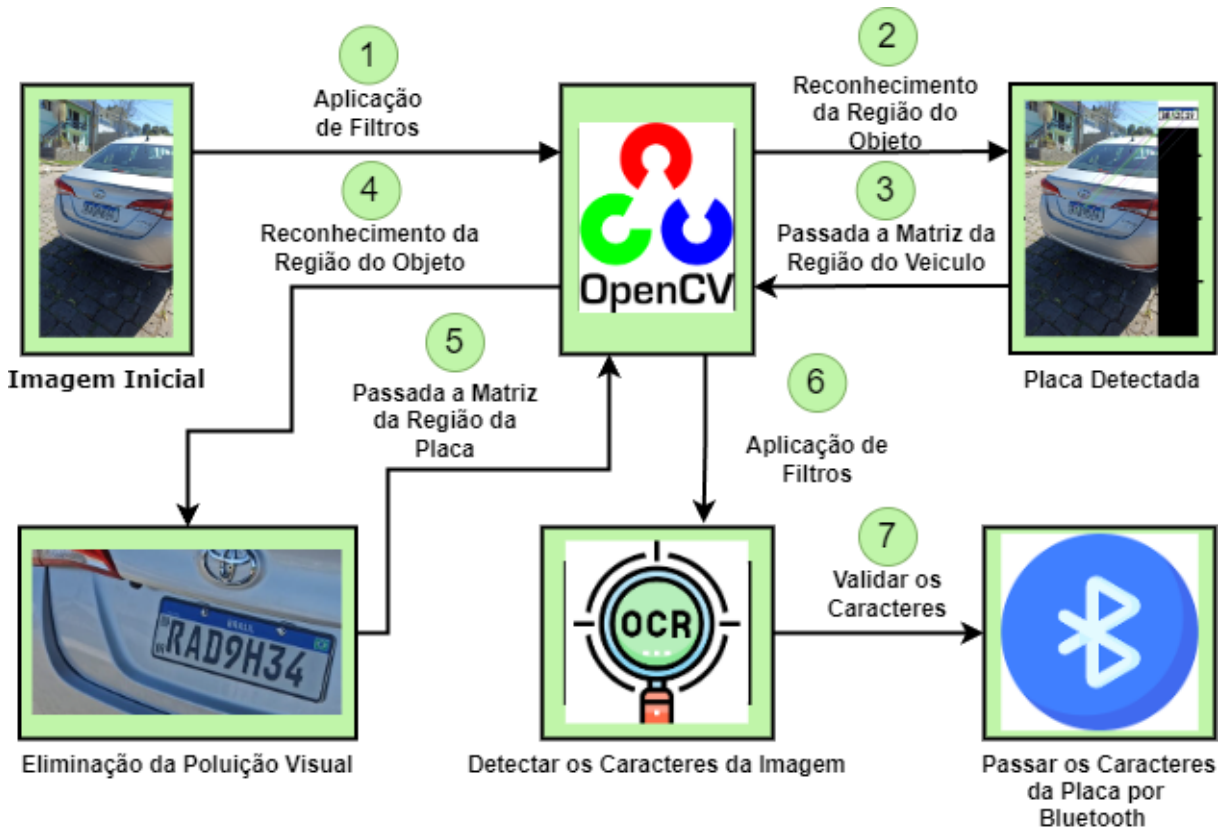 1
Aplicação
de Filtros
2
Reconhecimento
da Região do
Objeto
4
Reconhecimento da
Região do Objeto
3
Passada a Matriz da
Região do Veiculo
OpenCV
Imagem Inicial
Placa Detectada
5
Passada a Matriz
da Região da
Placa
6
Aplicação de
Filtros
BRASIL
RAD9H34
OCR
7
Validar os
Caracteres
Eliminação da Poluição Visual
Detectar os Caracteres da Imagem
Passar os Caracteres
da Placa por
Bluetooth